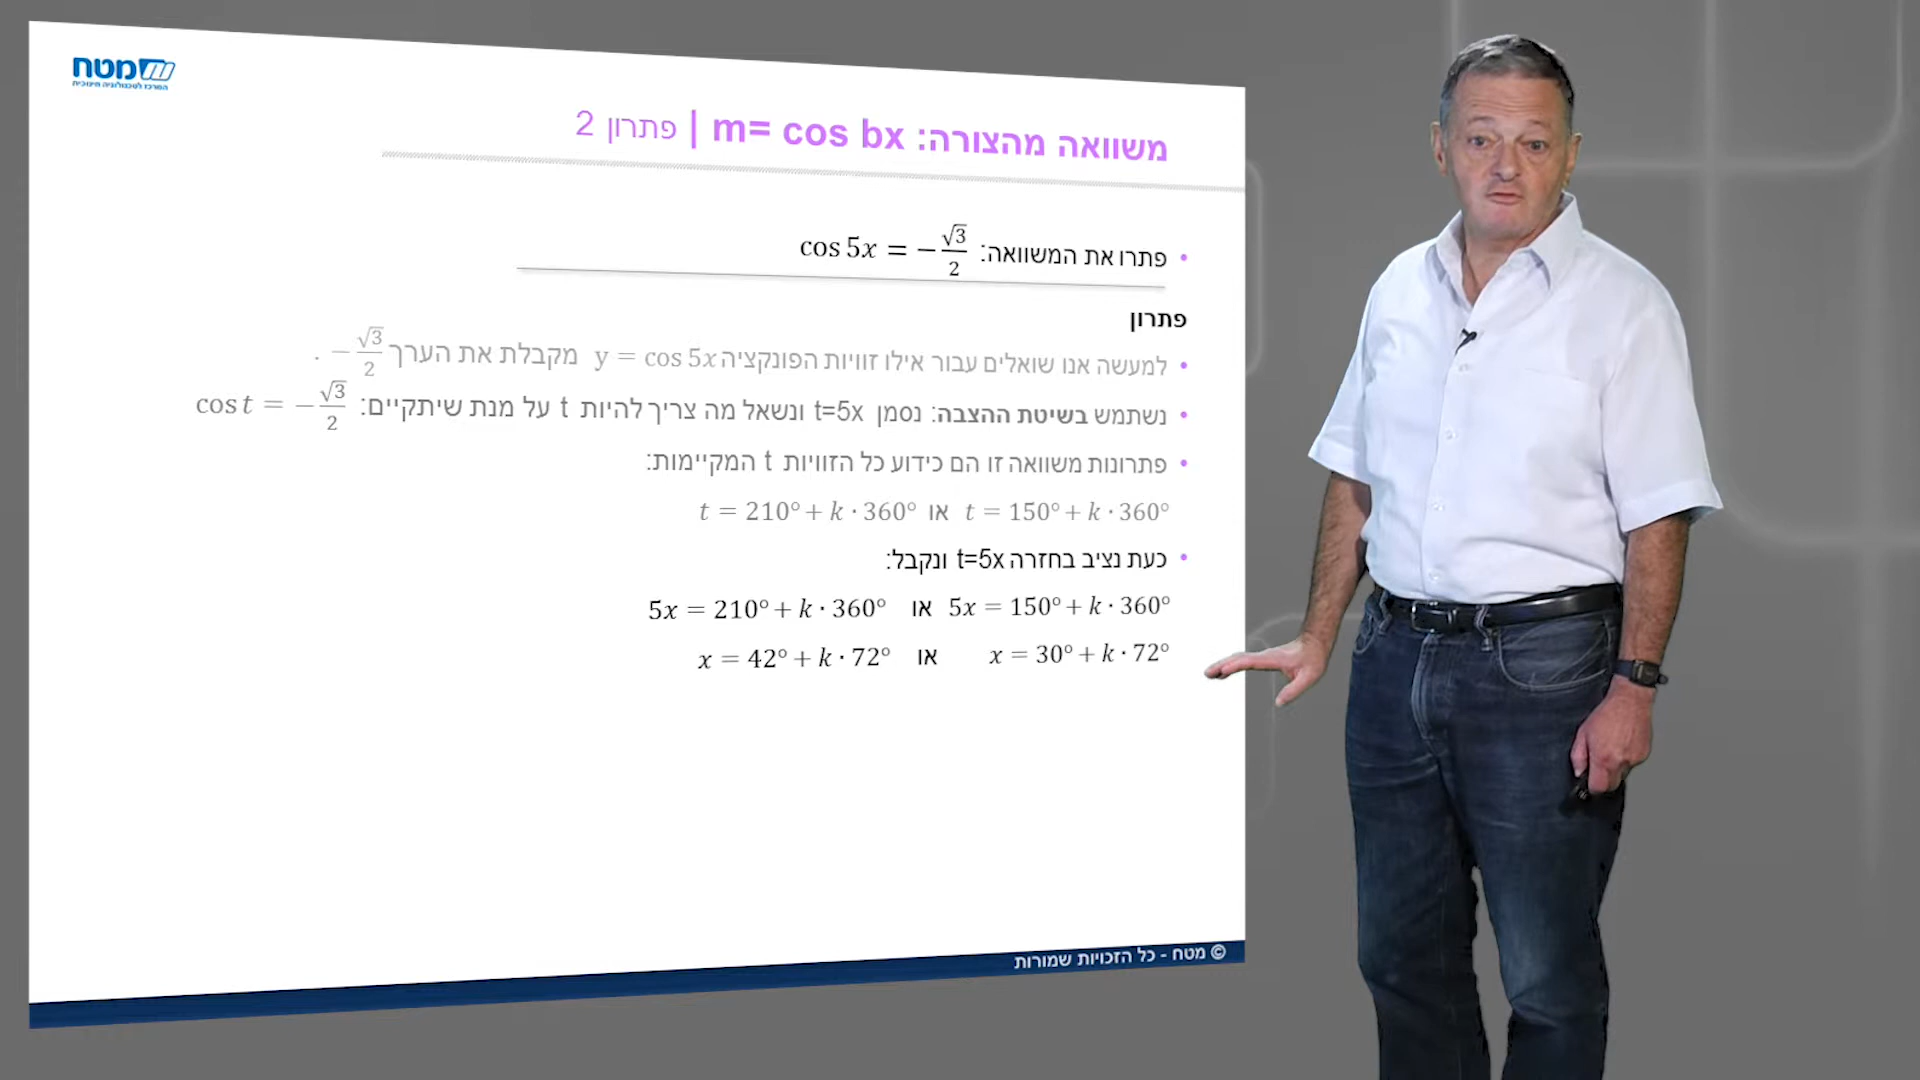 מטח
המרכז לטכנולוגיה חינוכית
משוואה מהצורה: m= cos bx | פתרון 2
• פתרו את המשוואה: cos 5x = −√3/2
פתרון
• למעשה אנו שואלים עבור אילו זוויות הפונקציה y = cos 5x מקבלת את הערך −√3/2 .
• נשתמש בשיטת ההצבה: נסמן t=5x ונשאל מה צריך להיות t על מנת שיתקיים: cos t = −√3/2
• פתרונות משוואה זו הם כידוע כל הזוויות t המקיימות:
t = 150° + k · 360° או t = 210° + k · 360°
• כעת נציב בחזרה t=5x ונקבל:
5x = 150° + k · 360° או 5x = 210° + k · 360°
x = 30° + k · 72° או x = 42° + k · 72°
© מטח - כל הזכויות שמורות